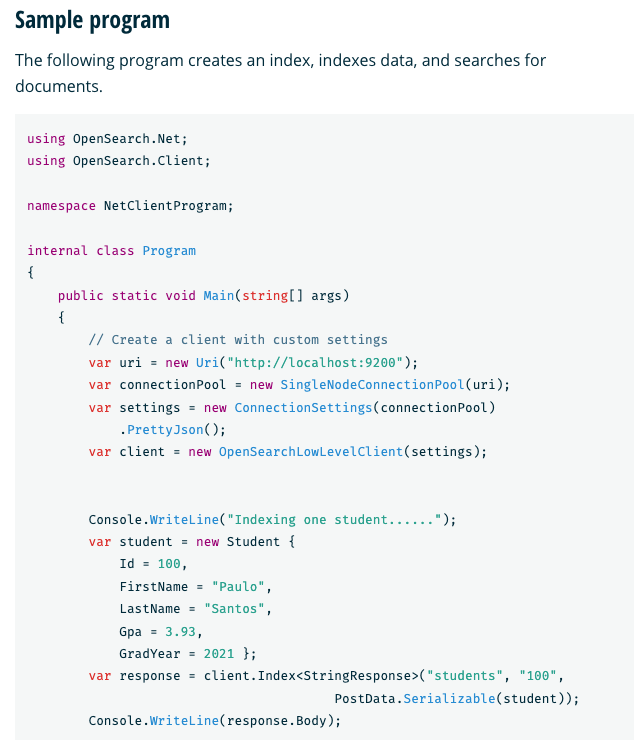 Sample program
The following program creates an index, indexes data, and searches for
documents.
using OpenSearch.Net;
using OpenSearch.Client;
namespace NetClientProgram;
internal class Program
{
    public static void Main(string[] args)
    {
        // Create a client with custom settings
        var uri = new Uri("http://localhost:9200");
        var connectionPool = new SingleNodeConnectionPool(uri);
        var settings = new ConnectionSettings(connectionPool)
            .PrettyJson();
        var client = new OpenSearchLowLevelClient(settings);
        Console.WriteLine("Indexing one student......");
        var student = new Student {
            Id = 100,
            FirstName = "Paulo",
            LastName = "Santos",
            Gpa = 3.93,
            GradYear = 2021 };
        var response = client.Index<StringResponse>("students", "100",
                                        PostData.Serializable(student));
        Console.WriteLine(response.Body);